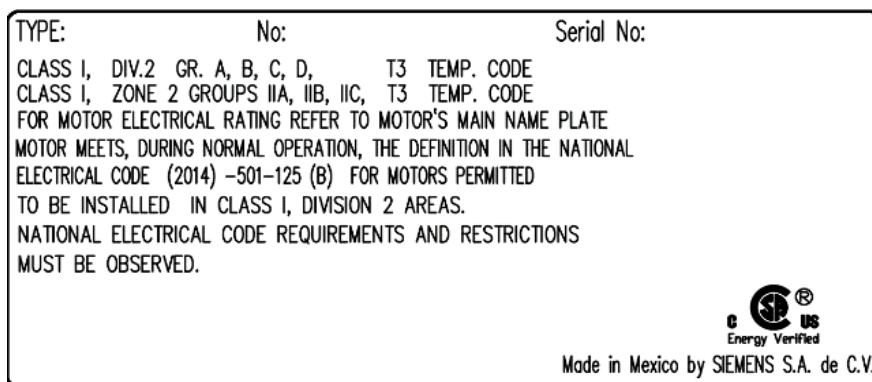 TYPE: No: Serial No:
CLASS I, DIV.2 GR. A, B, C, D, T3 TEMP. CODE
CLASS I, ZONE 2 GROUPS IIA, IIB, IIC, T3 TEMP. CODE
FOR MOTOR ELECTRICAL RATING REFER TO MOTOR'S MAIN NAME PLATE
MOTOR MEETS, DURING NORMAL OPERATION, THE DEFINITION IN THE NATIONAL
ELECTRICAL CODE (2014) -501-125 (B) FOR MOTORS PERMITTED
TO BE INSTALLED IN CLASS I, DIVISION 2 AREAS.
NATIONAL ELECTRICAL CODE REQUIREMENTS AND RESTRICTIONS
MUST BE OBSERVED.
C SA ® US
Energy Verified
Made in Mexico by SIEMENS S.A. de C.V.